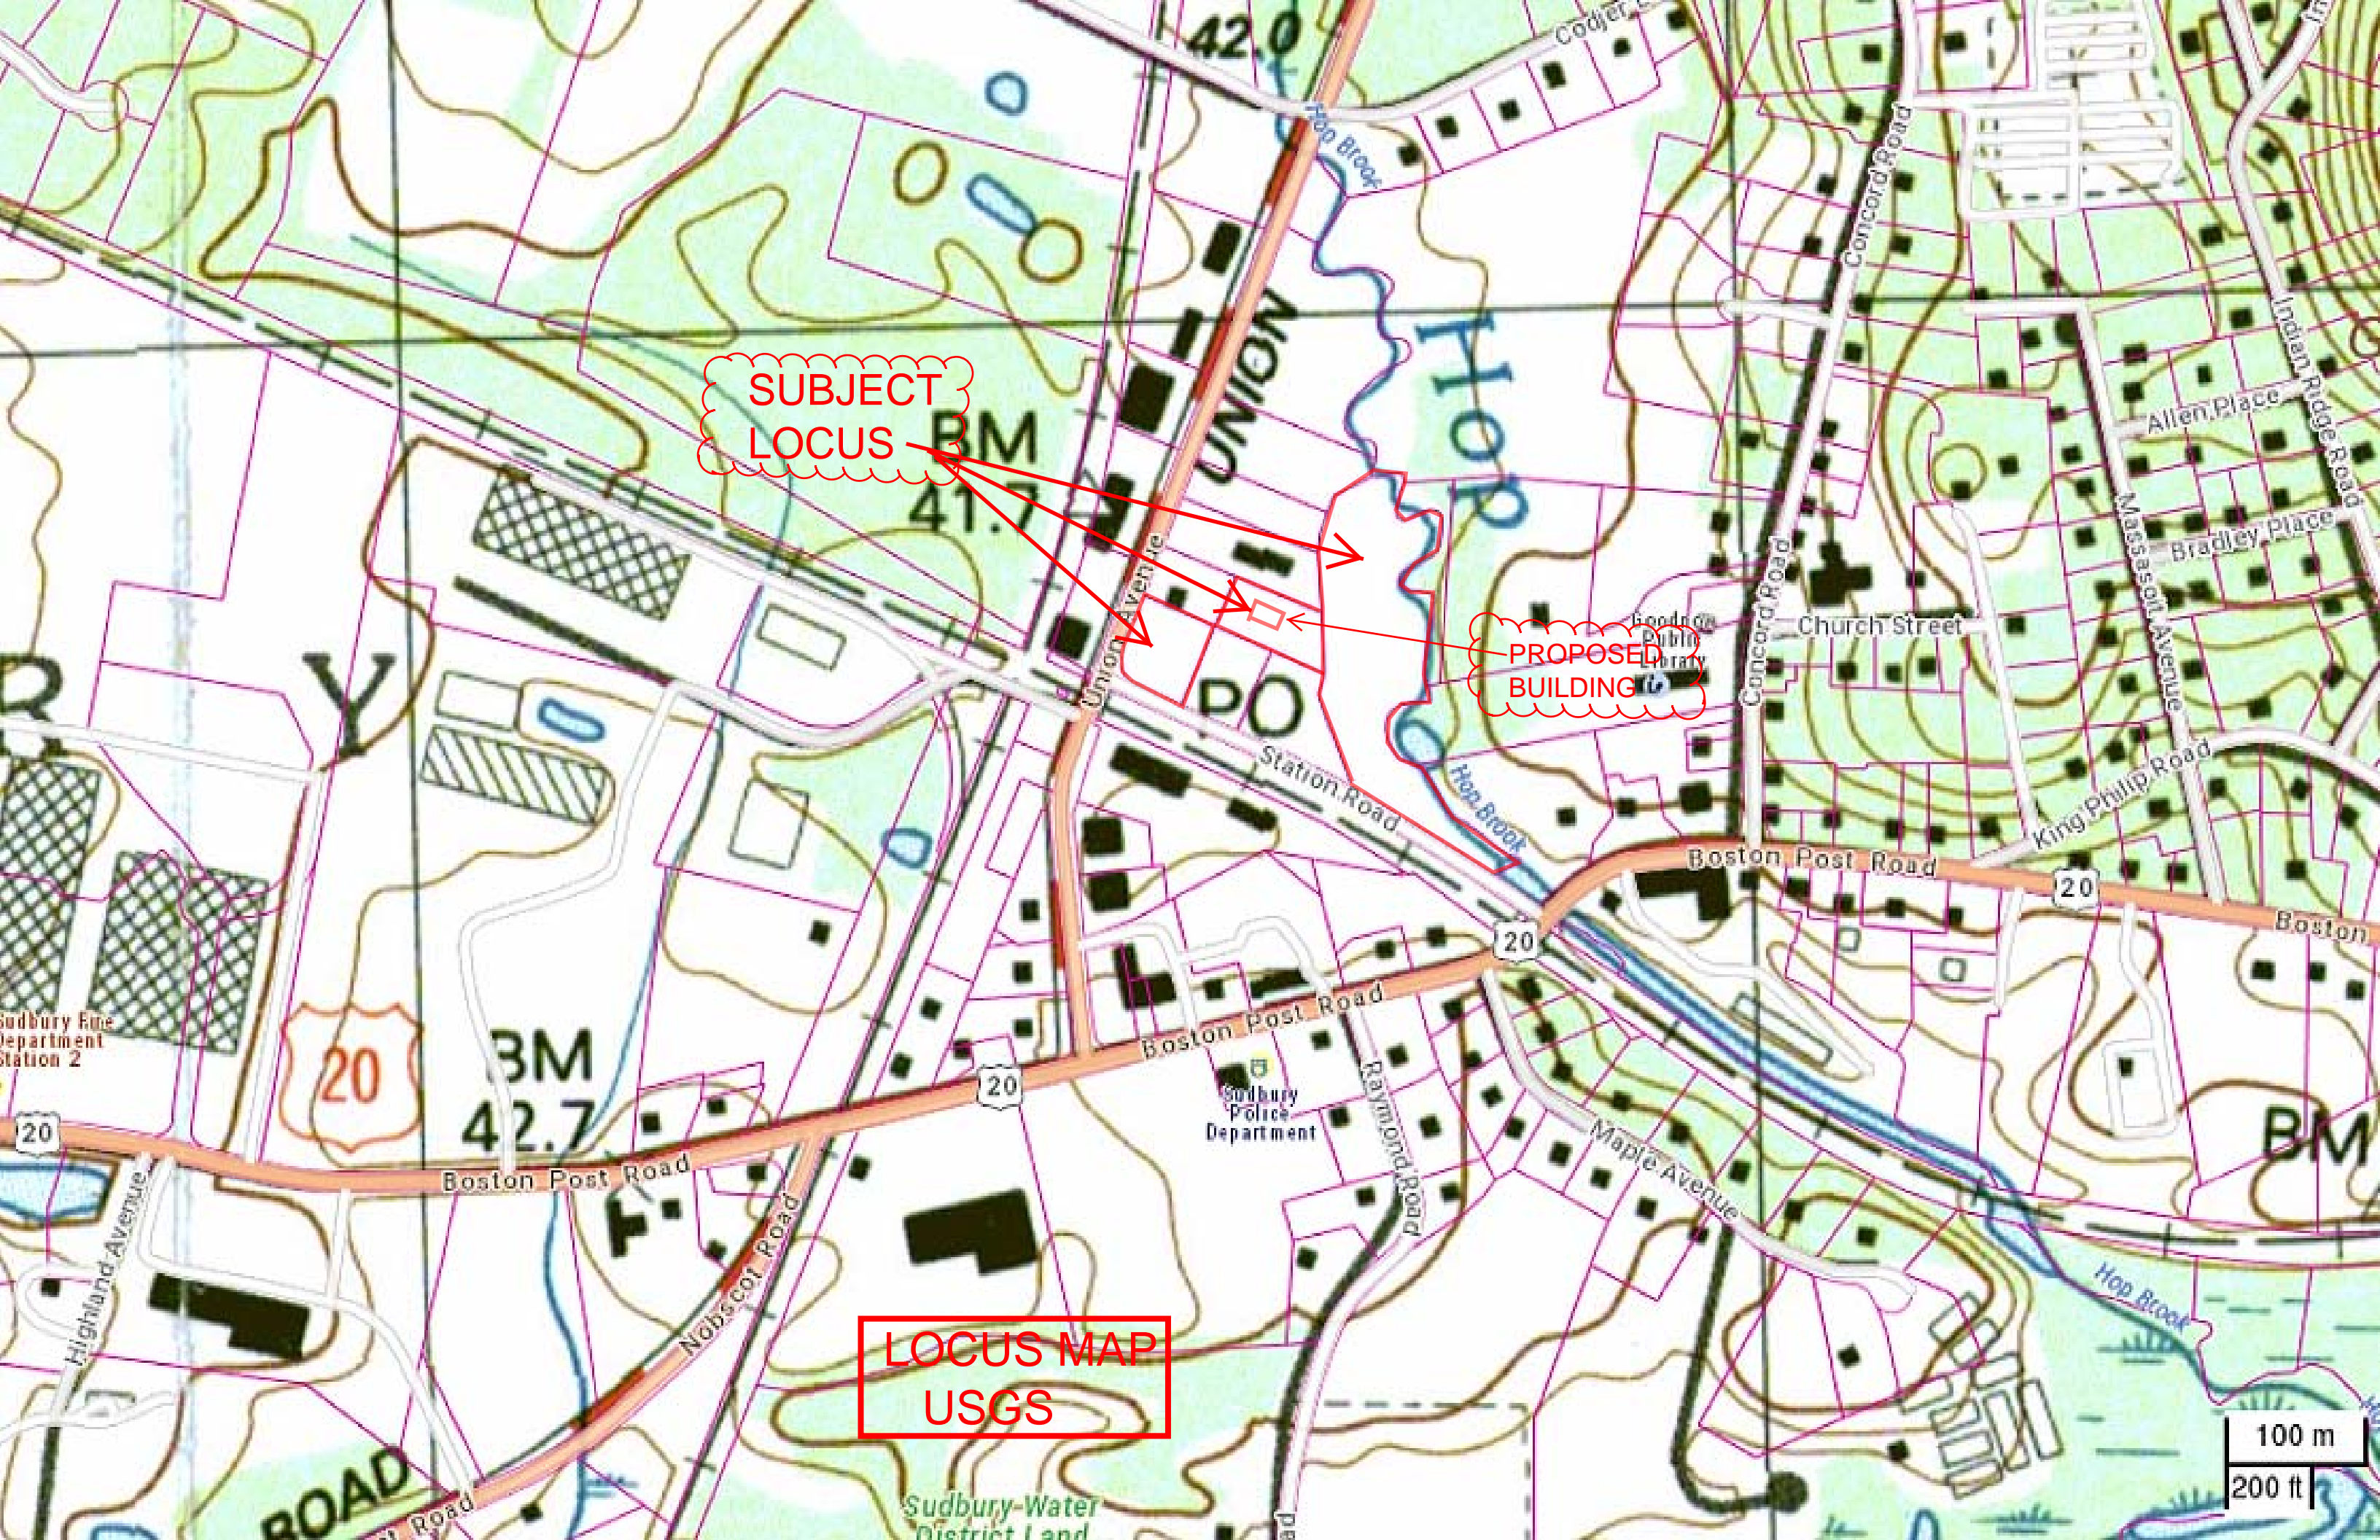 42.0
Codjer L
Hop Brook
Concord Road
Indian Ridge Road
UNION
HOP
SUBJECT
LOCUS
BM
41.7
Allen Place
Massasoit Avenue
Bradley Place
Union Avenue
Concord Road
Church Street
Goodnow
Public
Library
PROPOSED
BUILDING
R Y
PO
Station Road
Hop Brook
King Philip Road
Boston Post Road
20
Boston
20
Sudbury Fire
Department
Station 2
20
BM
42.7
Boston Post Road
20
Sudbury
Police
Department
Raymond Road
Maple Avenue
BM
20
Boston Post Road
Highland Avenue
Nobscot Road
Hop Brook
LOCUS MAP
USGS
100 m
200 ft
ROAD
st Road
Sudbury Water
District Land
ad